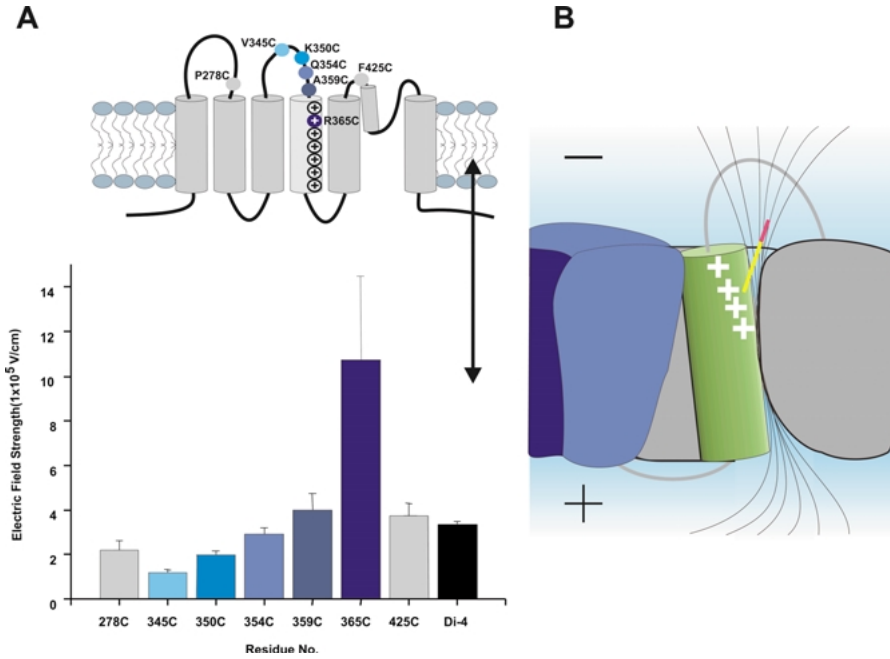 A
V345C
K350C
Q354C
P278C
F425C
A359C
R365C
Electric Field Strength(1x10⁵ V/cm)
14
12
10
8
6
4
2
0
278C 345C 350C 354C 359C 365C 425C Di-4
Residue No.
B